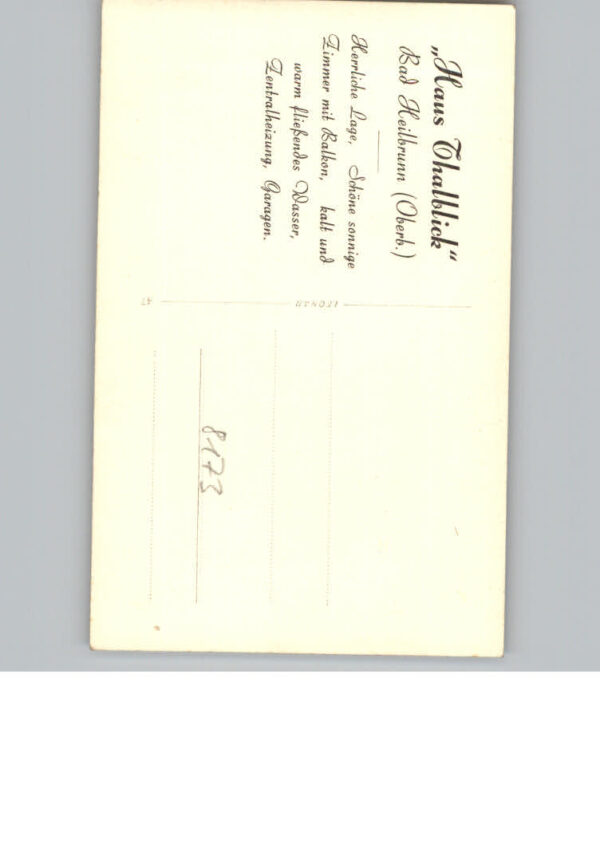 „Haus Thalblick“
Bad Heilbrunn (Oberb.)
Herrliche Lage, Schöne sonnige
Zimmer mit Balkon, kalt und
warm fließendes Wasser,
Zentralheizung, Garagen.
LEONAR
8173